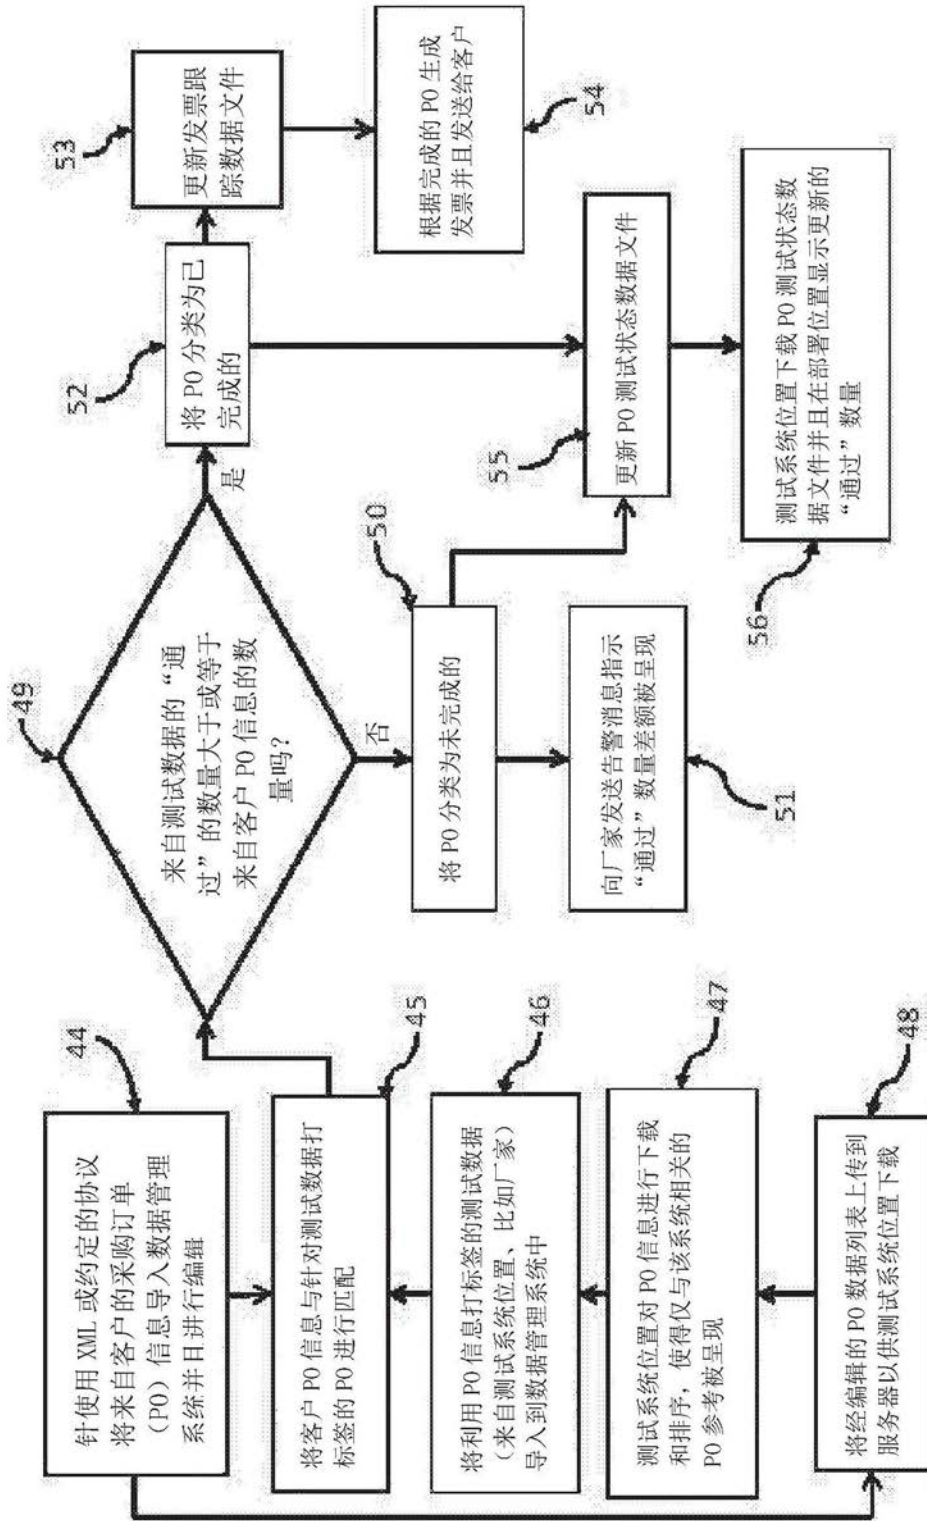 44
针使用 XML 或约定的协议
将来自客户的采购订单
(PO) 信息导入数据管理
系统并且进行编辑
45
将客户 PO 信息与针对测试数据打
标签的 PO 进行匹配
46
将利用 PO 信息打标签的测试数据
(来自测试系统位置、比如厂家)
导入到数据管理系统中
47
测试系统位置对 PO 信息进行下载
和排序，使得仅与该系统相关的
PO 参考被呈现
48
将经编辑的 PO 数据列表上传到
服务器以供测试系统位置下载
49
来自测试数据的“通
过”的数量大于或等于
来自客户 PO 信息的数
量吗?
否
是
50
将 PO 分类为未完成的
51
向厂家发送告警消息指示
“通过”数量差额被呈现
52
将 PO 分类为已
完成的
53
更新发票跟
踪数据文件
54
根据完成的 PO 生成
发票并且发送给客户
55
更新 PO 测试状态数据文件
56
测试系统位置下载 PO 测试状态数
据文件并且在部署位置显示更新的
“通过”数量